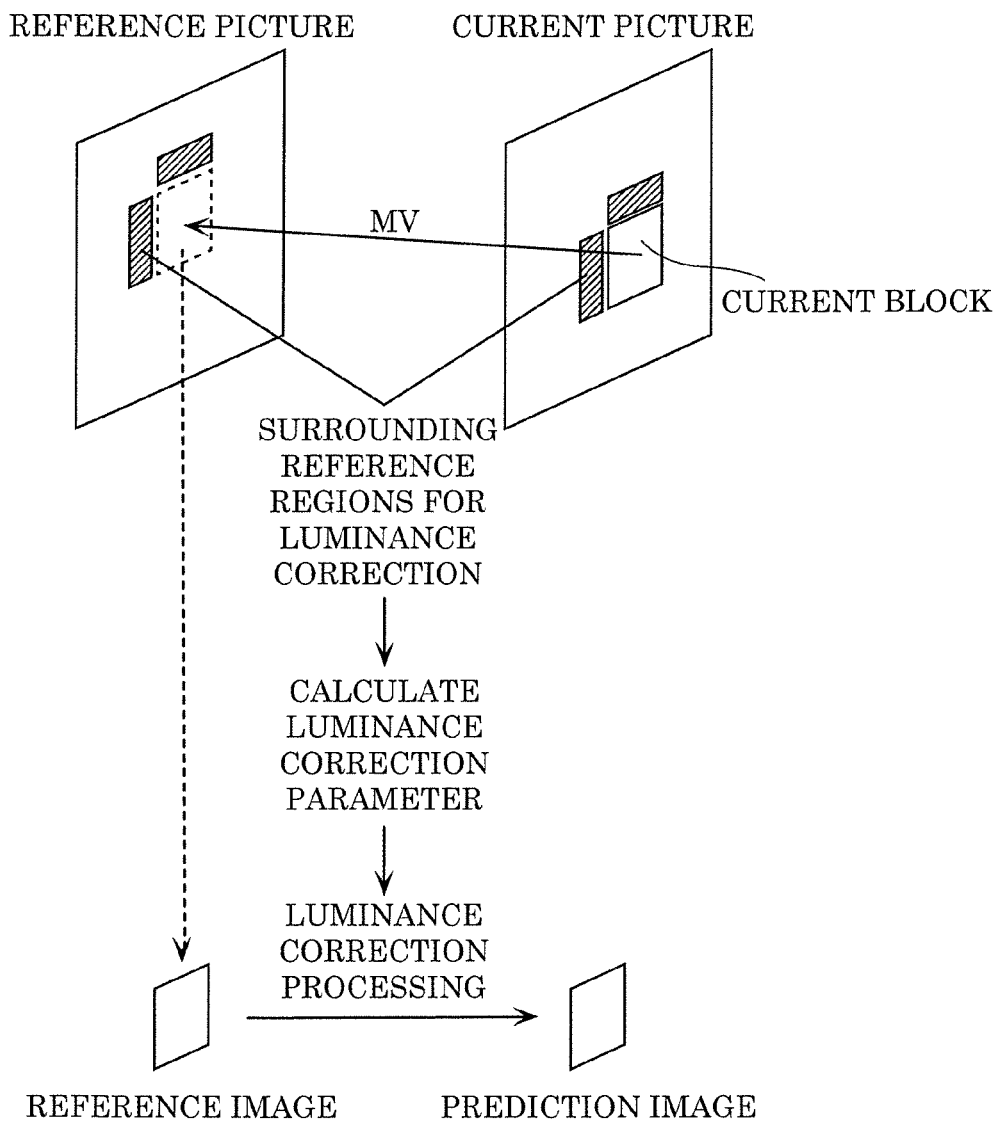 REFERENCE PICTURE
CURRENT PICTURE
MV
CURRENT BLOCK
SURROUNDING
REFERENCE
REGIONS FOR
LUMINANCE
CORRECTION
CALCULATE
LUMINANCE
CORRECTION
PARAMETER
LUMINANCE
CORRECTION
PROCESSING
REFERENCE IMAGE
PREDICTION IMAGE